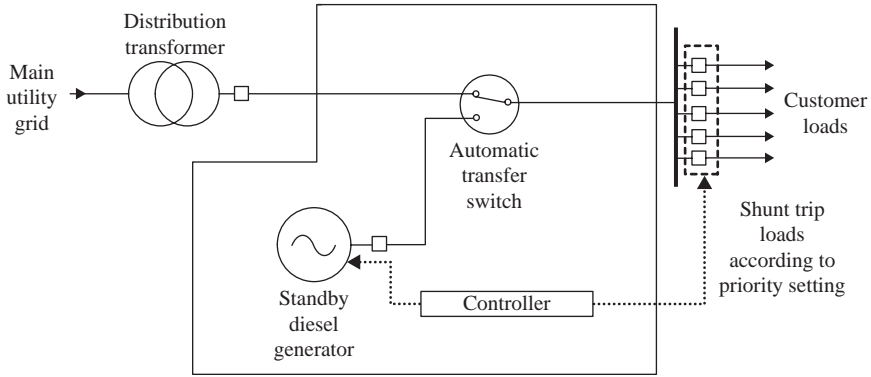 Distribution
transformer
Main
utility
grid
Automatic
transfer
switch
Customer
loads
Standby
diesel
generator
Controller
Shunt trip
loads
according to
priority setting